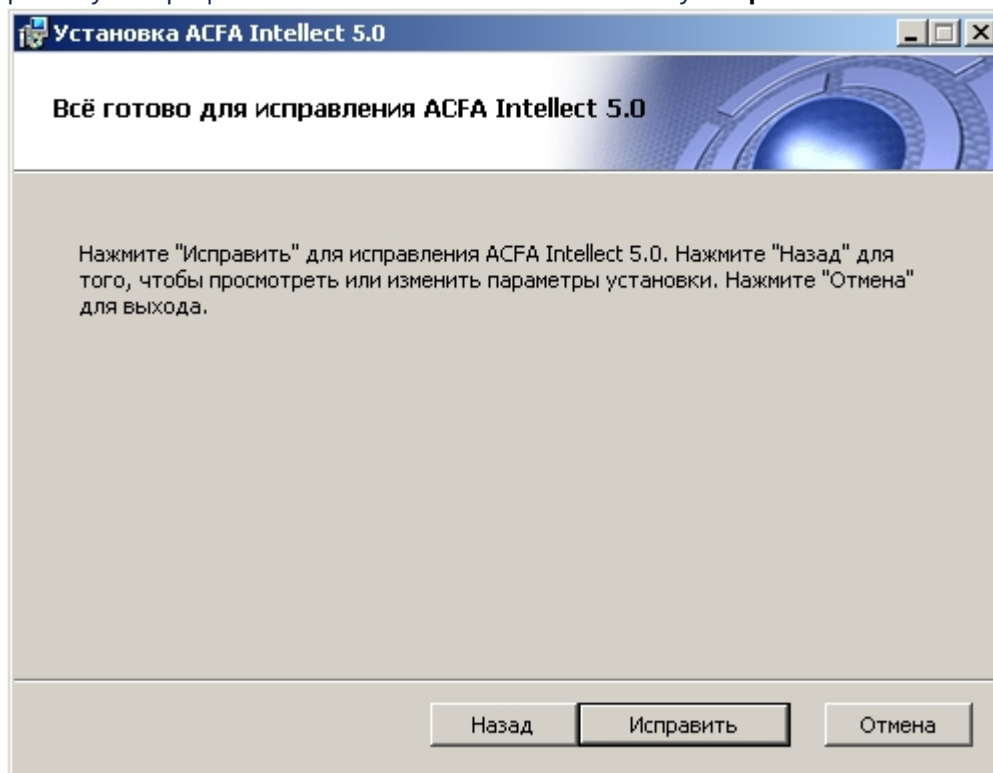 Установка ACFA Intellect 5.0
Всё готово для исправления ACFA Intellect 5.0
Нажмите "Исправить" для исправления ACFA Intellect 5.0. Нажмите "Назад" для
того, чтобы просмотреть или изменить параметры установки. Нажмите "Отмена"
для выхода.
Назад Исправить Отмена